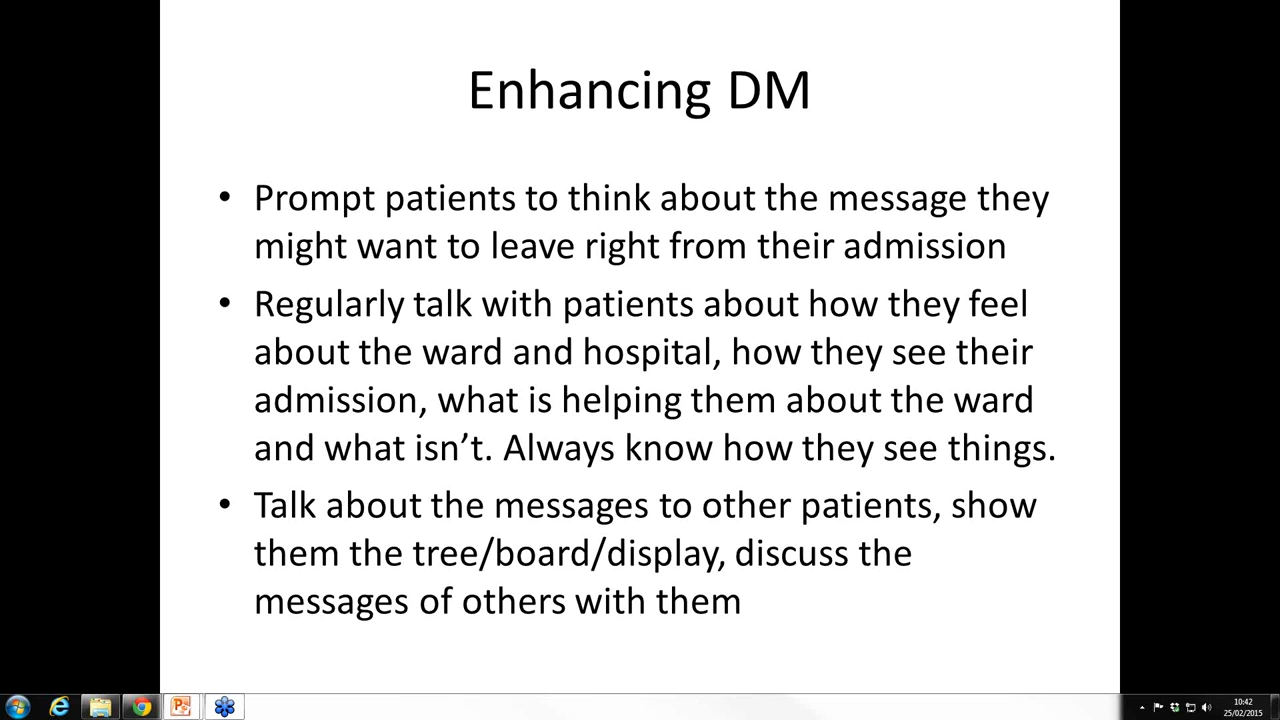 Enhancing DM
• Prompt patients to think about the message they
might want to leave right from their admission
• Regularly talk with patients about how they feel
about the ward and hospital, how they see their
admission, what is helping them about the ward
and what isn’t. Always know how they see things.
• Talk about the messages to other patients, show
them the tree/board/display, discuss the
messages of others with them
10:42
25/02/2015